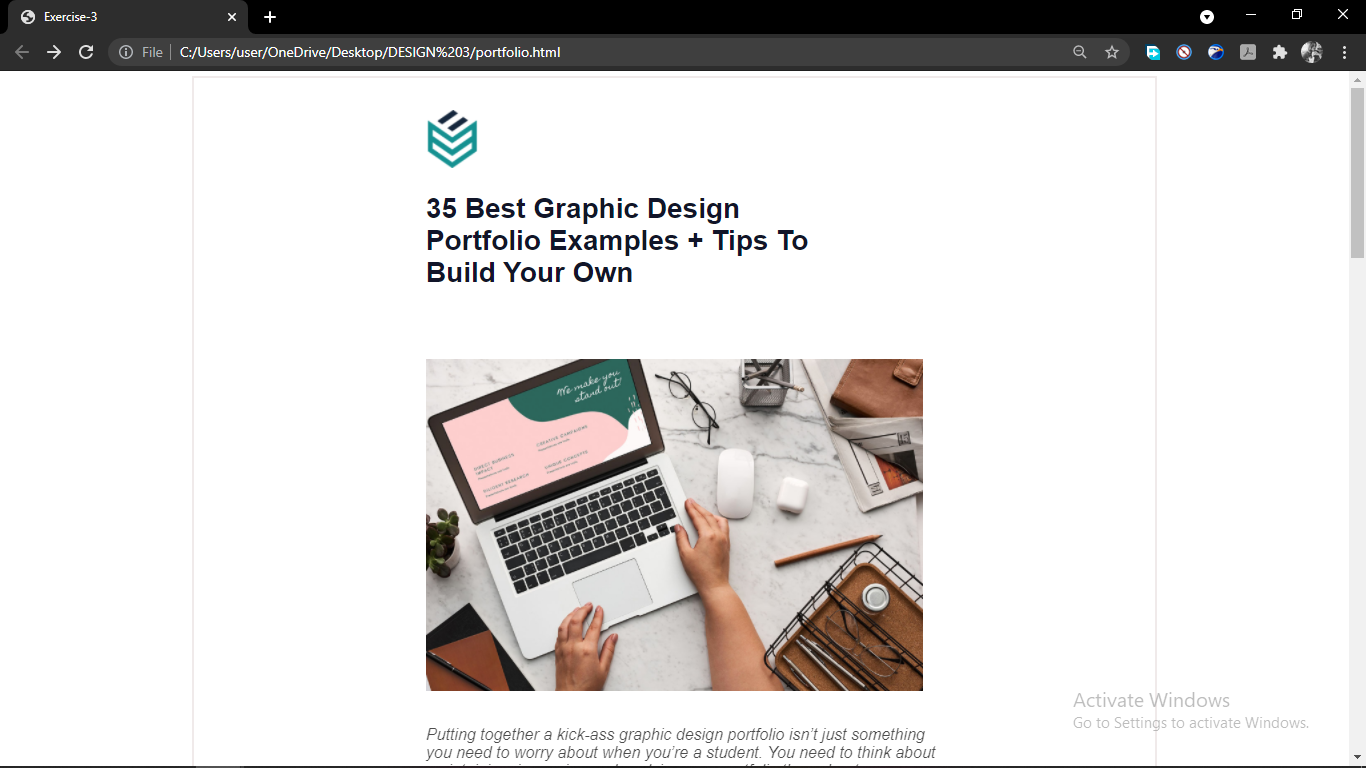 Exercise-3
File
C:/Users/user/OneDrive/Desktop/DESIGN%203/portfolio.html
35 Best Graphic Design
Portfolio Examples + Tips To
Build Your Own
We make you
stand out!
CREATIVE CAMPAIGNS
DIRECT BUSINESS
IMPACT
UNIQUE CONCEPTS
Activate Windows
Go to Settings to activate Windows.
Putting together a kick-ass graphic design portfolio isn't just something
you need to worry about when you're a student. You need to think about